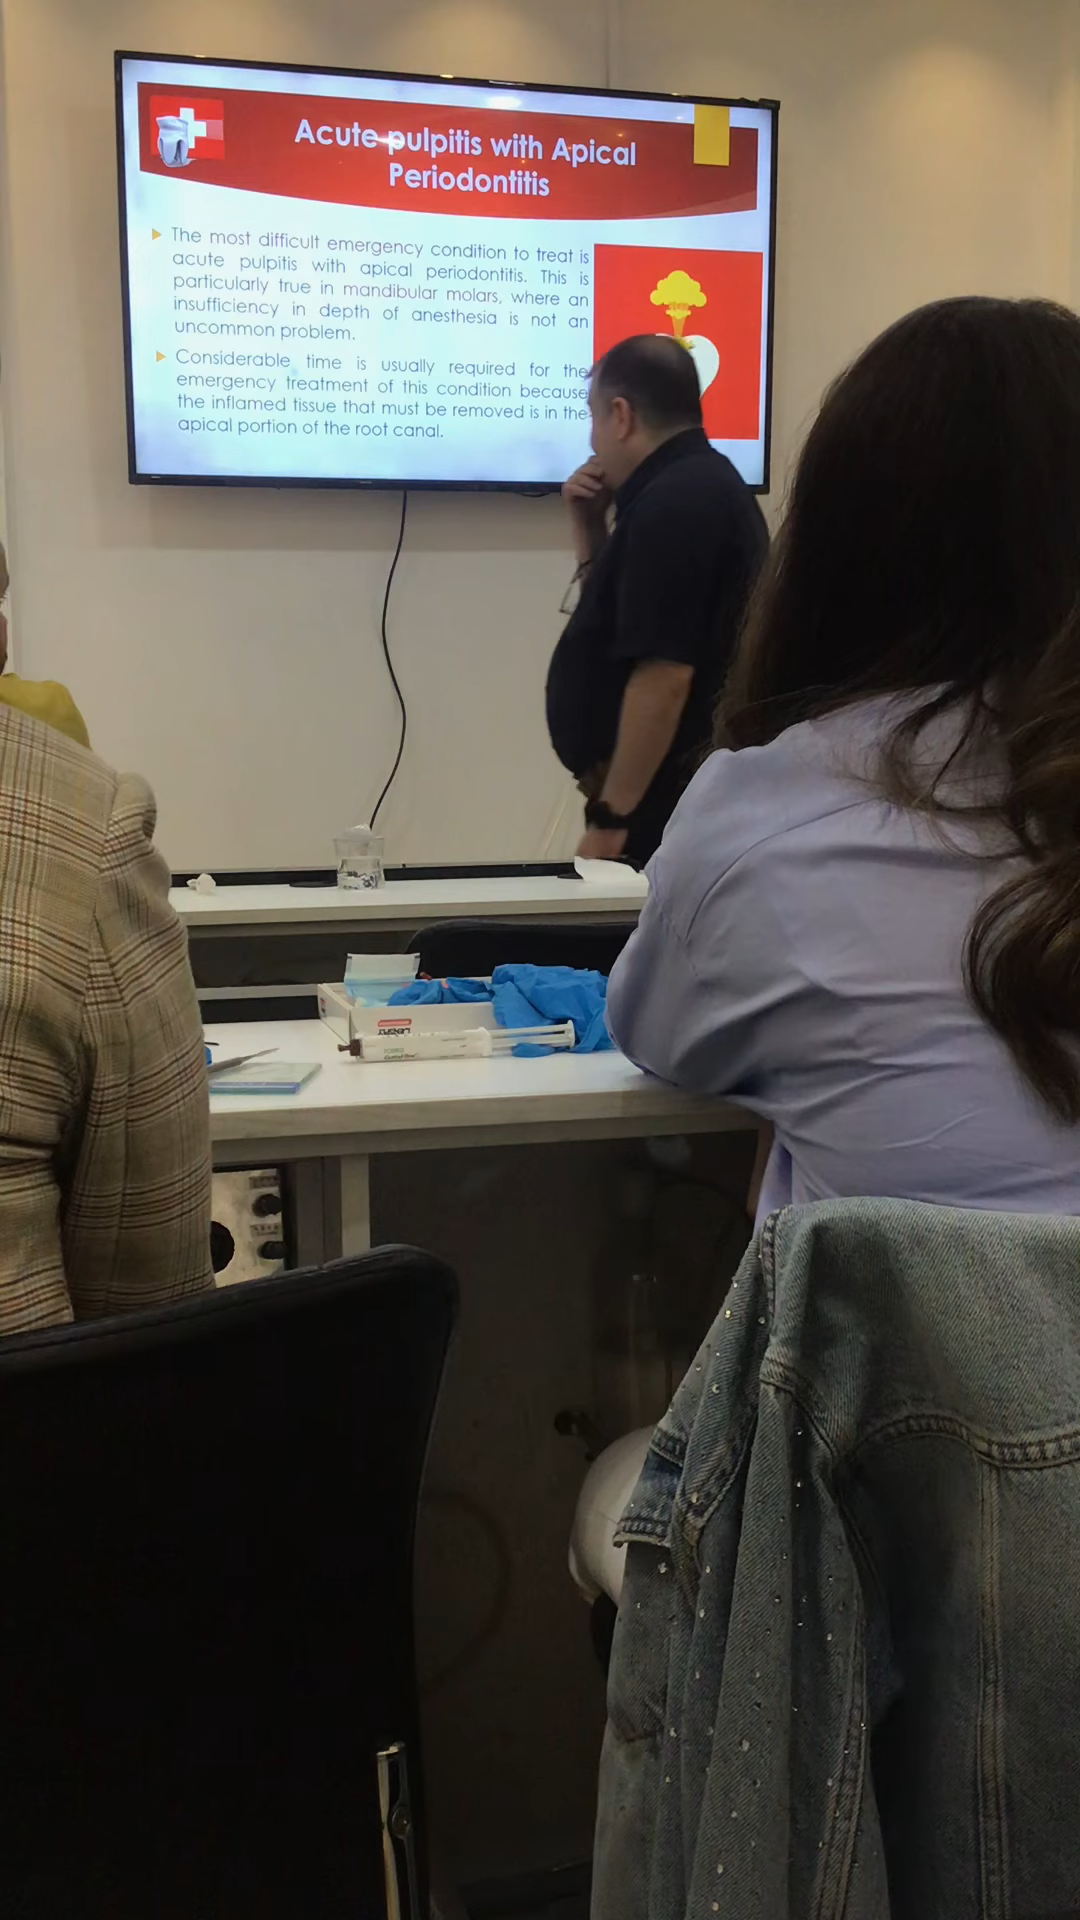 Acute pulpitis with Apical
Periodontitis
The most difficult emergency condition to treat is
acute pulpitis with apical periodontitis. This is
particularly true in mandibular molars, where an
insufficiency in depth of anesthesia is not an
uncommon problem.
Considerable time is usually required for the
emergency treatment of this condition because
the inflamed tissue that must be removed is in the
apical portion of the root canal.